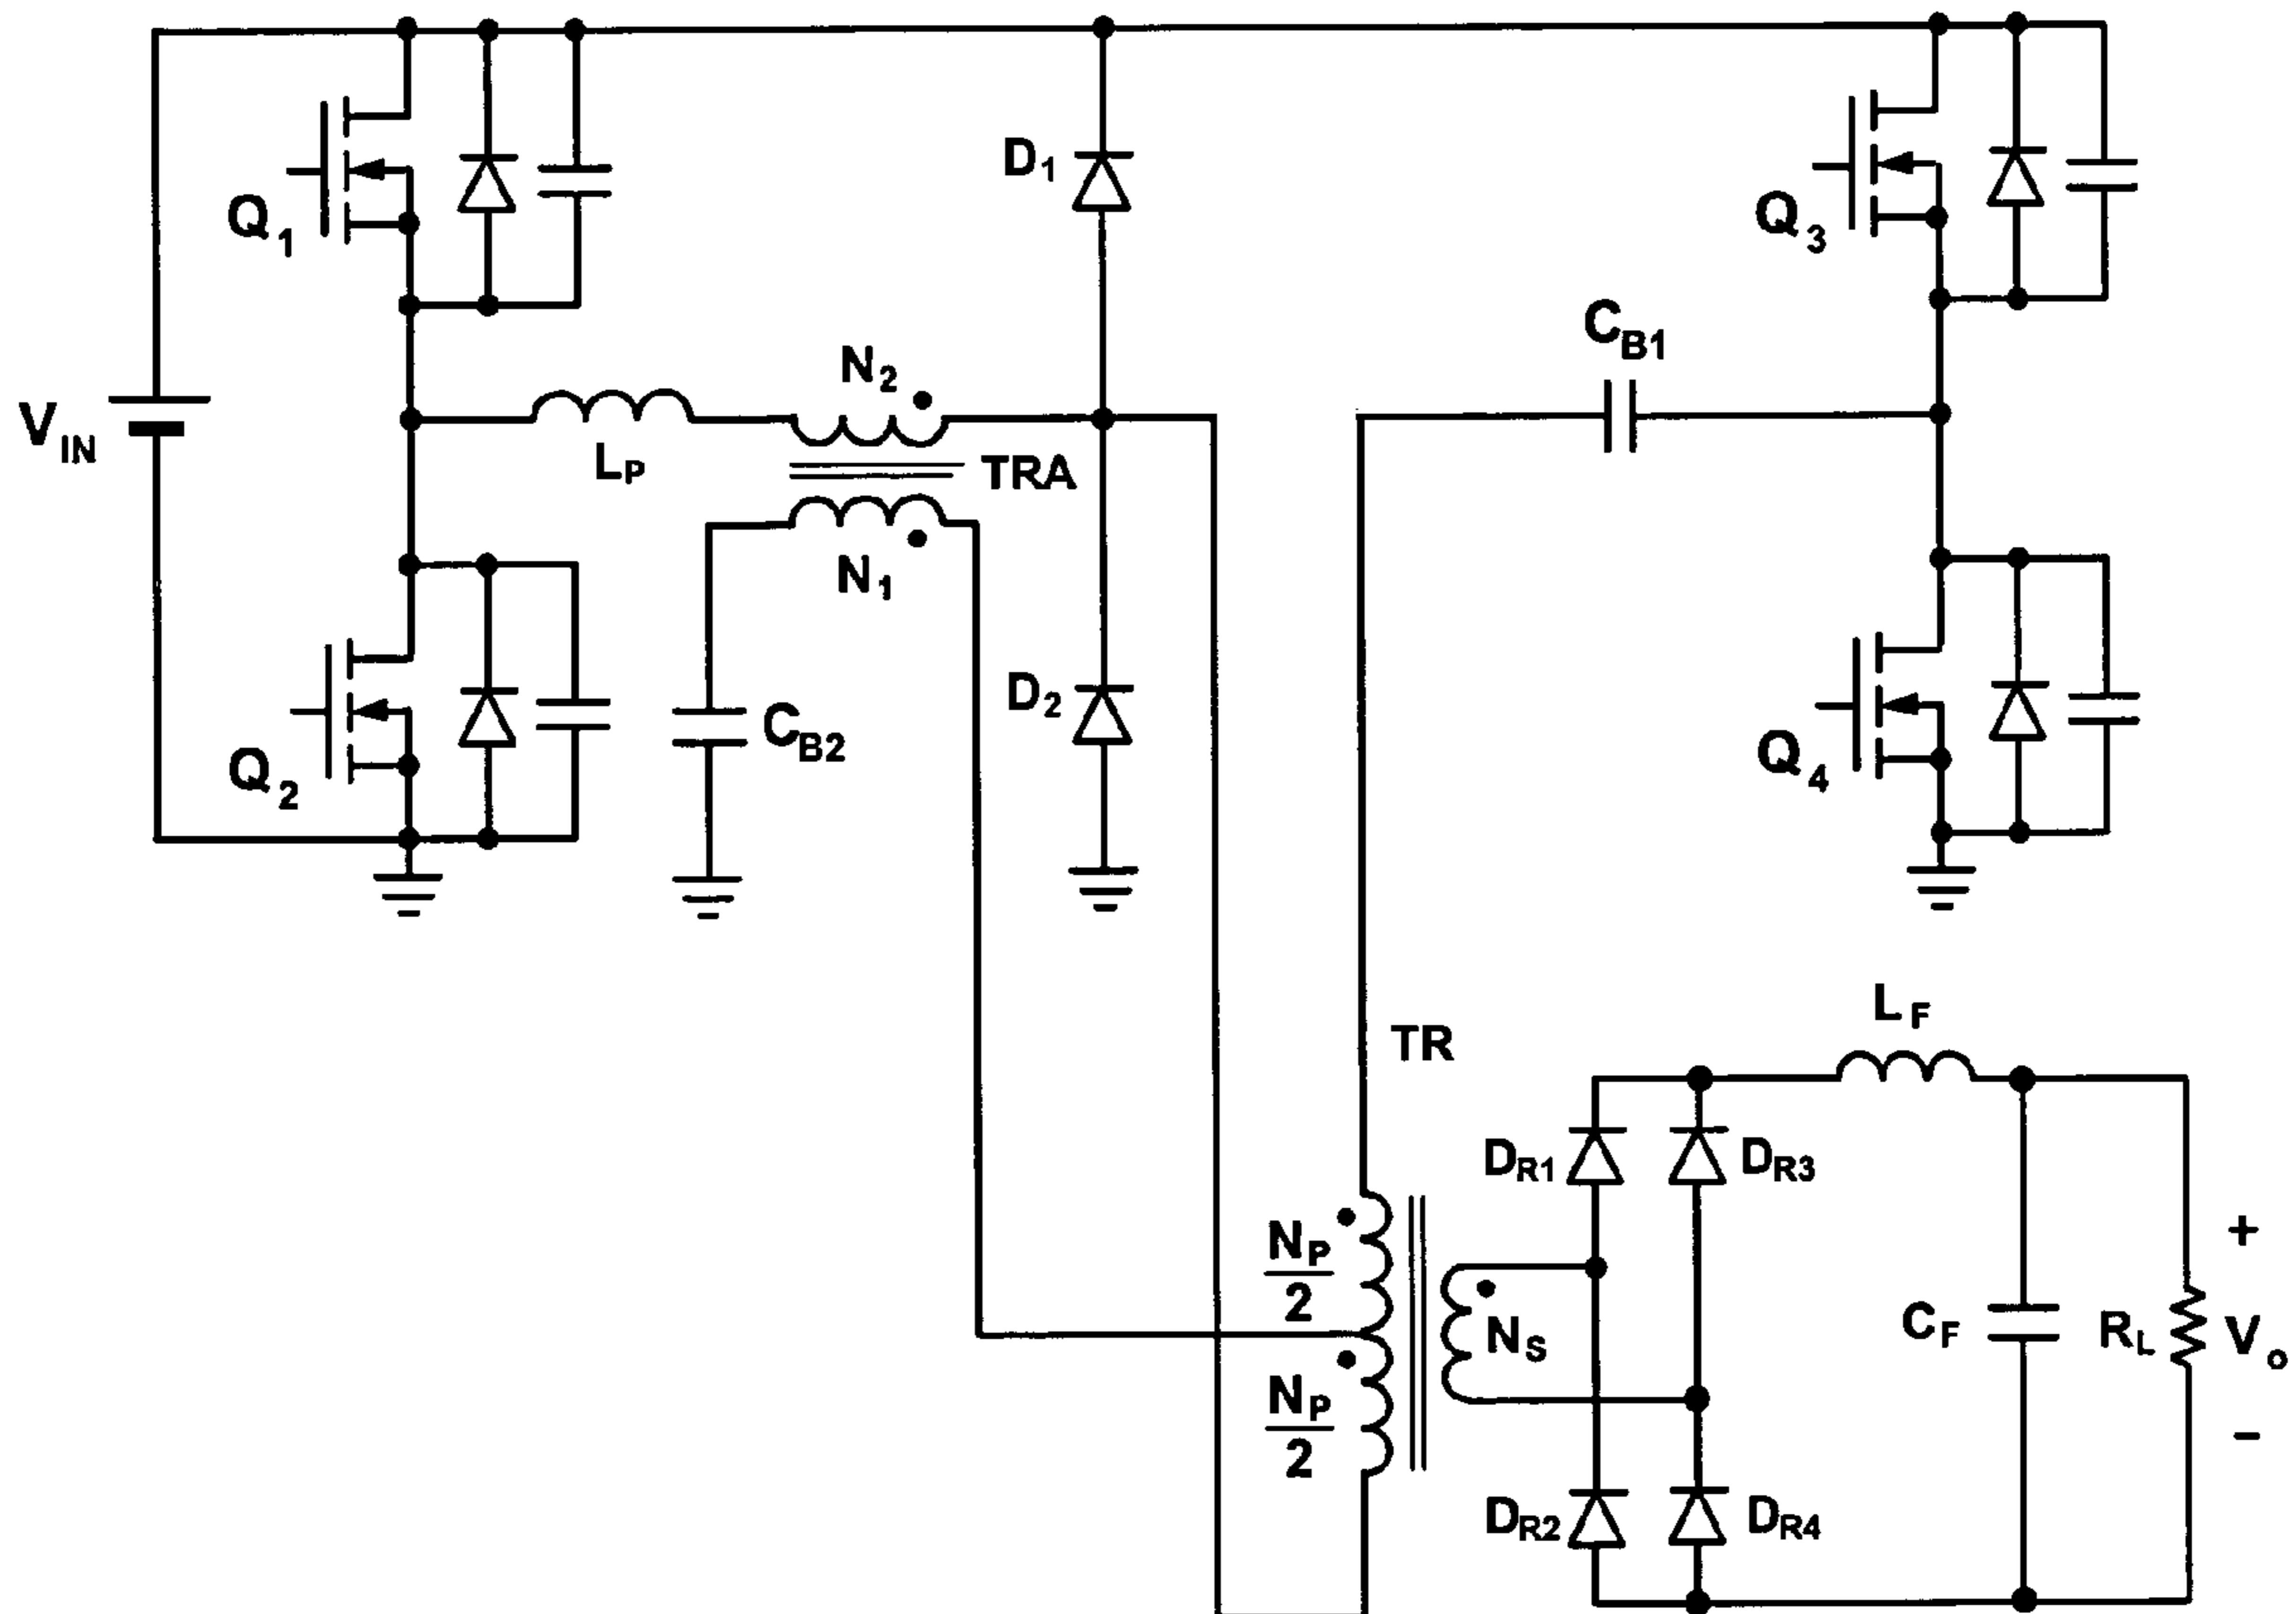 Q1
D1
Q3
CB1
N2
VIN
LP
TRA
N1
Q2
CB2
D2
Q4
LF
TR
DR1
DR3
NP
2
NS
CF
RL
+
Vo
−
NP
2
DR2
DR4